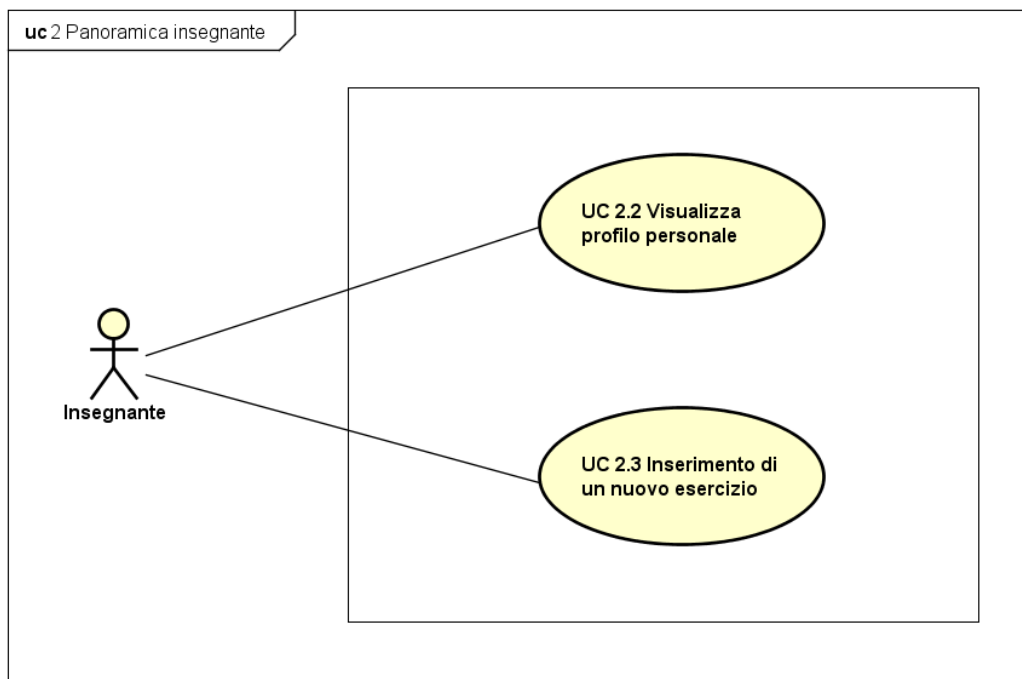 uc 2 Panoramica insegnante
UC 2.2 Visualizza
profilo personale
Insegnante
UC 2.3 Inserimento di
un nuovo esercizio